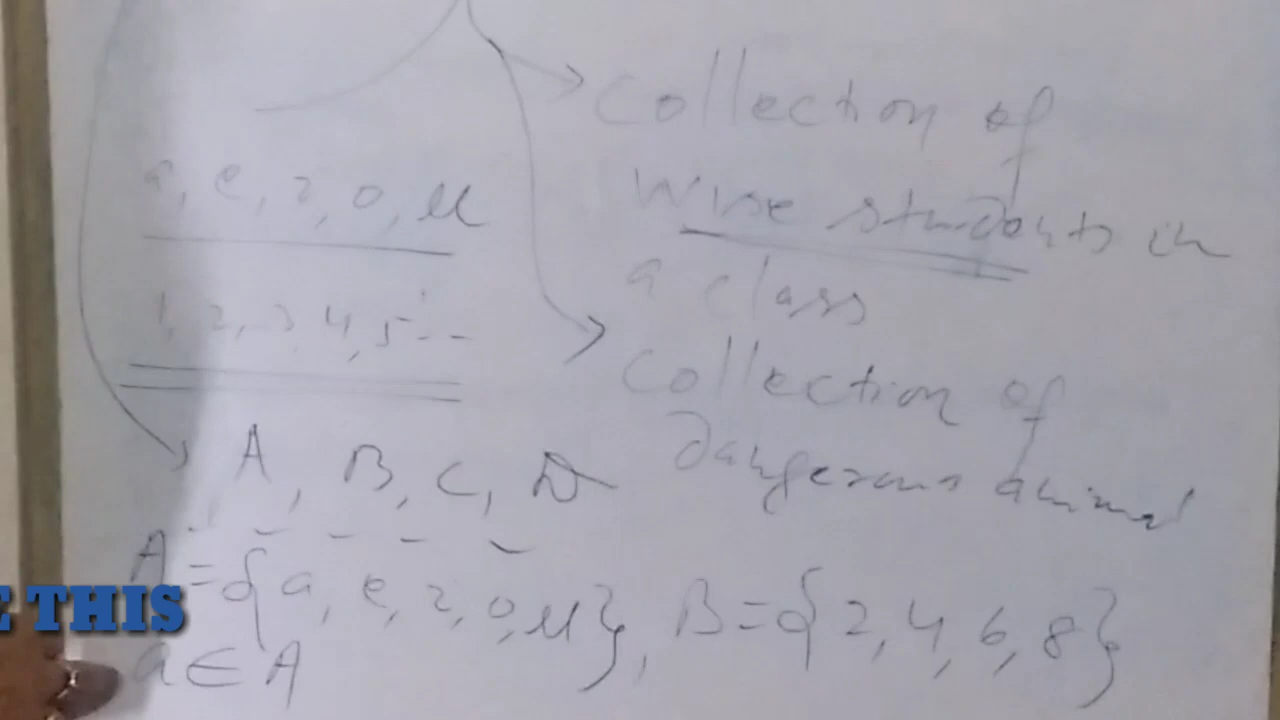 Collection of
a, e, i, o, u
Wise students in
a class
1, 2, 3, 4, 5 --
Collection of
dangerous animal
A, B, C, D
A = {a, e, i, o, u}, B = {2, 4, 6, 8}
E THIS
a ∈ A